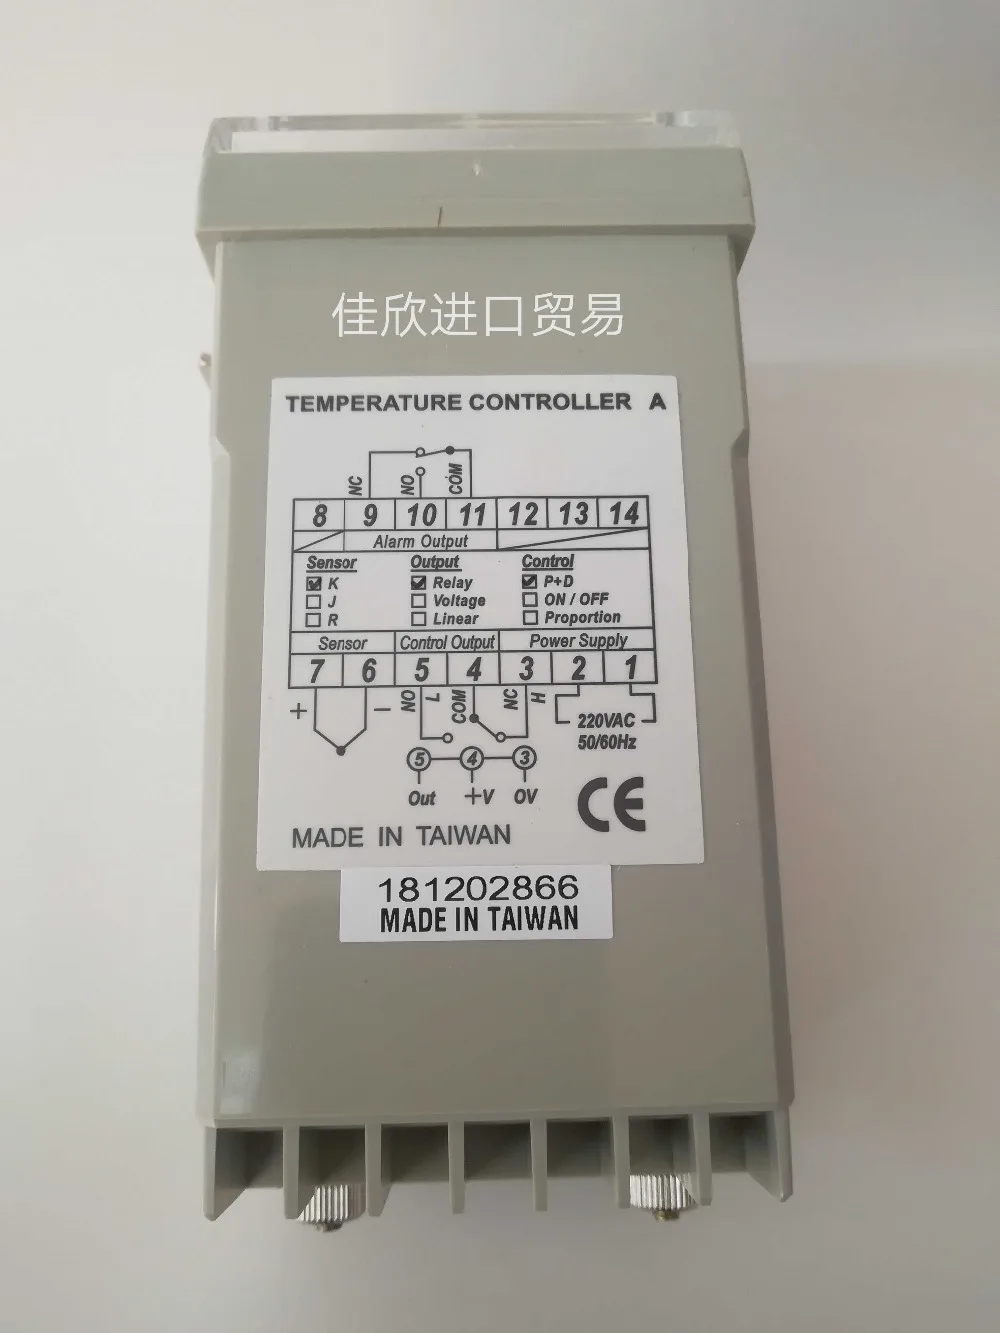 佳欣进口贸易
TEMPERATURE CONTROLLER A
NC NO COM
8 9 10 11 12 13 14
Alarm Output
Sensor Output Control
K Relay P+D
J Voltage ON / OFF
R Linear Proportion
Sensor Control Output Power Supply
7 6 5 4 3 2 1
+ − NO L COM NC H
220VAC
50/60Hz
5 4 3
Out +V OV
CE
MADE IN TAIWAN
181202866
MADE IN TAIWAN